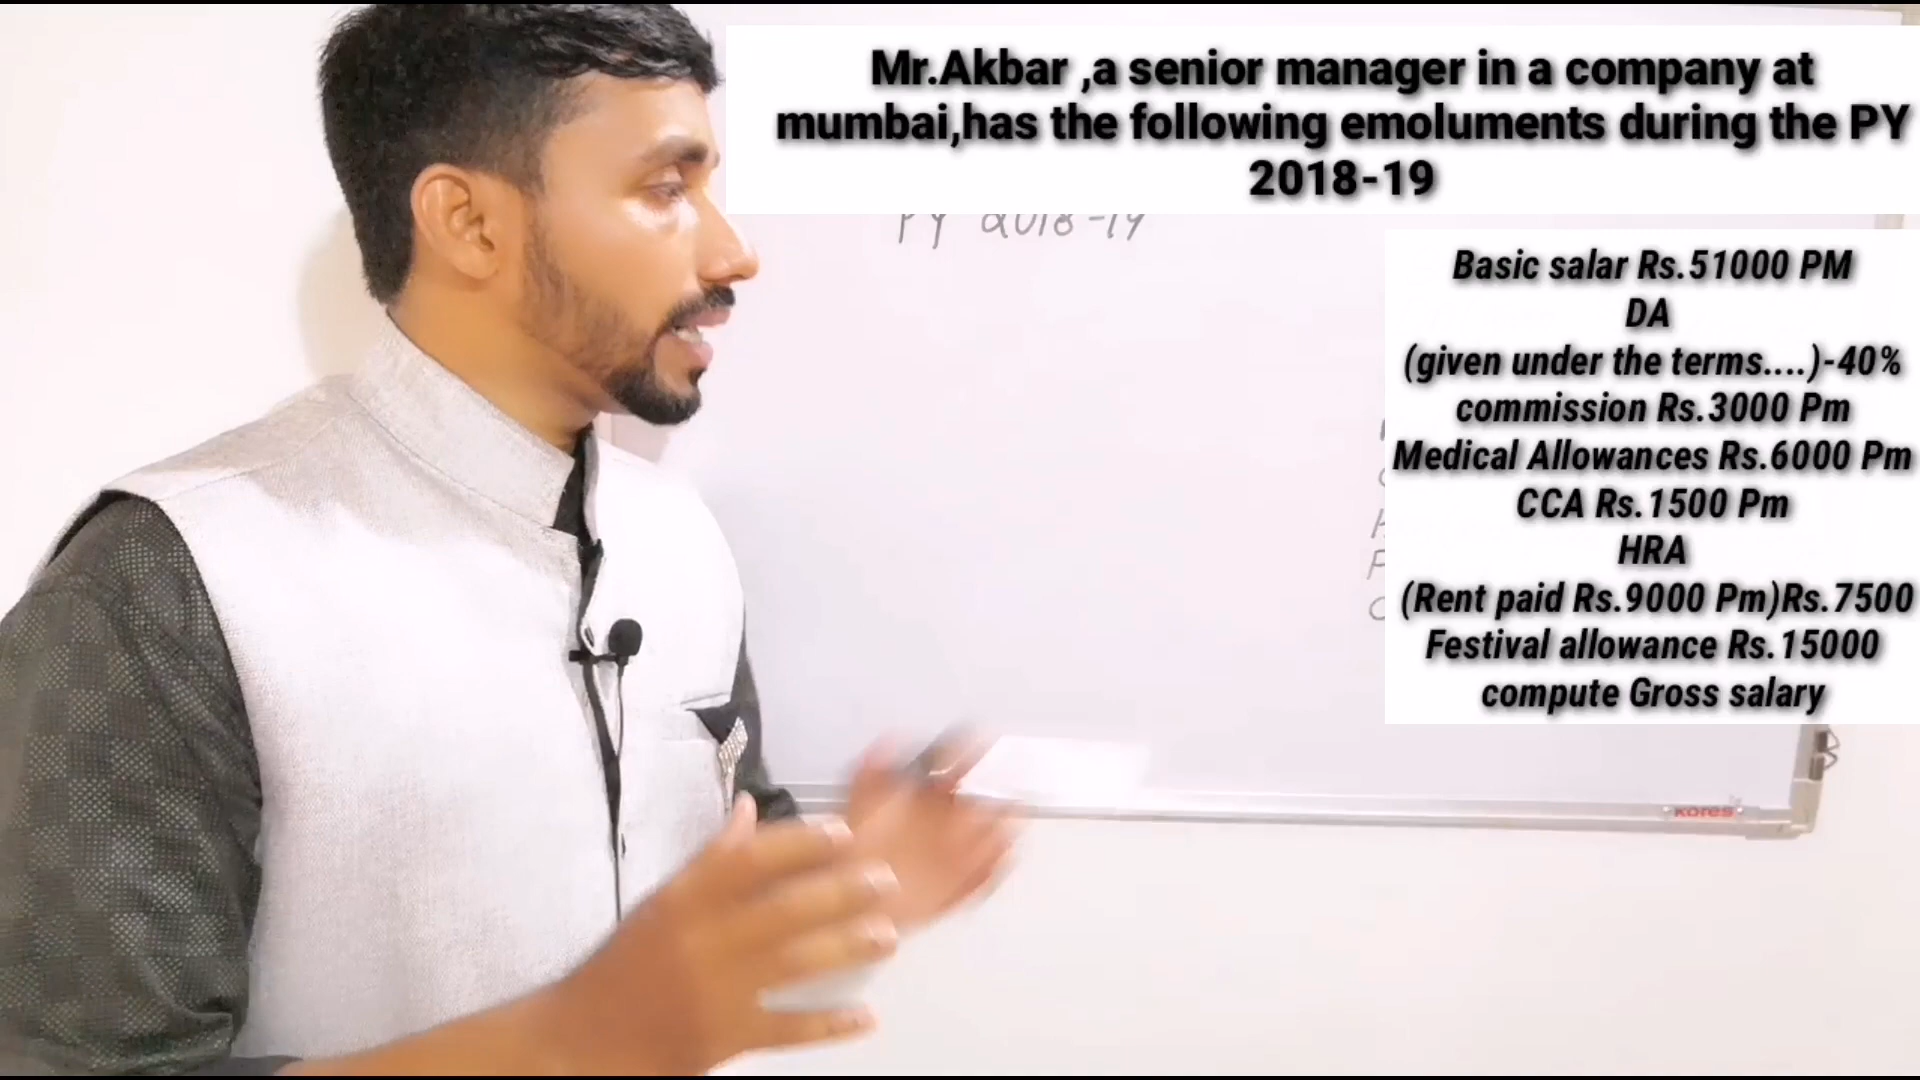 Mr.Akbar ,a senior manager in a company at
mumbai,has the following emoluments during the PY
2018-19
PY 2018-19
Basic salar Rs.51000 PM
DA
(given under the terms....)-40%
commission Rs.3000 Pm
Medical Allowances Rs.6000 Pm
CCA Rs.1500 Pm
HRA
(Rent paid Rs.9000 Pm)Rs.7500
Festival allowance Rs.15000
compute Gross salary
kores